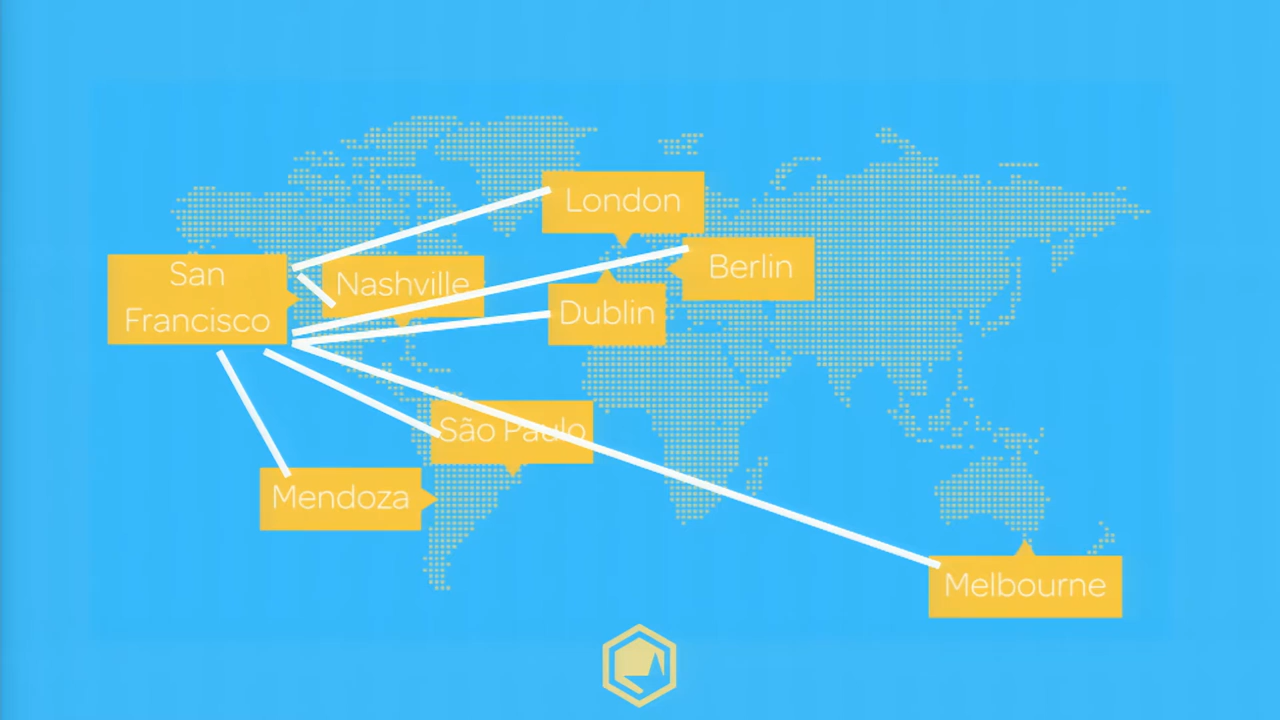 London
Berlin
San
Francisco
Nashville
Dublin
São Paulo
Mendoza
Melbourne